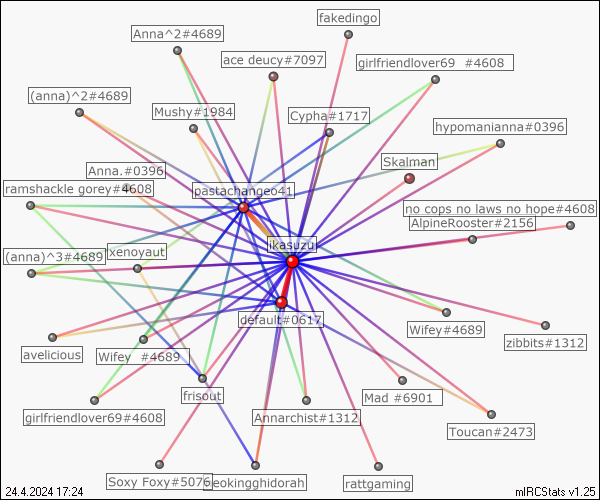 fakedingo
Anna^2#4689
ace deucy#7097
girlfriendlover69 #4608
(anna)^2#4689
Mushy#1984
Cypha#1717
hypomanianna#0396
Skalman
Anna.#0396
ramshackle gorey#4608
pastachangeo41
no cops no laws no hope#4608
AlpineRooster#2156
ikasuzu
xenoyaut
(anna)^3#4689
default#0617
Wifey#4689
zibbits#1312
avelicious
Wifey #4689
frisout
Mad #6901
girlfriendlover69#4608
Annarchist#1312
Toucan#2473
Soxy Foxy#5076
eokingghidorah
rattgaming
24.4.2024 17:24
mIRCStats v1.25